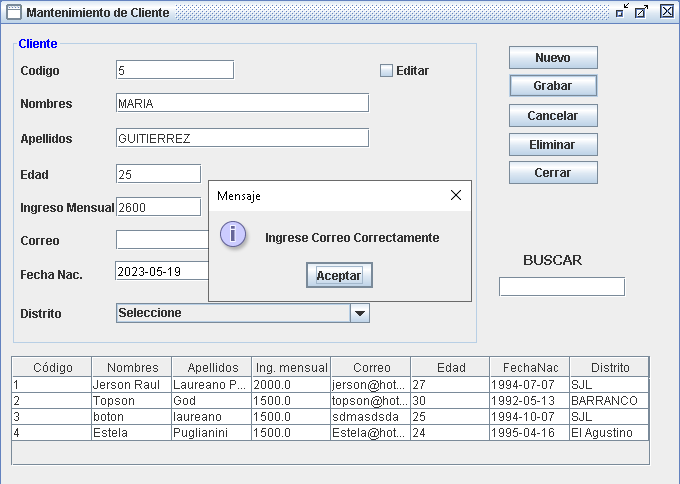 Mantenimiento de Cliente
Cliente
Codigo 5 Editar
Nombres MARIA
Apellidos GUITIERREZ
Edad 25
Ingreso Mensual 2600
Correo
Fecha Nac. 2023-05-19
Distrito Seleccione
Nuevo
Grabar
Cancelar
Eliminar
Cerrar
BUSCAR
Mensaje
Ingrese Correo Correctamente
Aceptar
Código Nombres Apellidos Ing. mensual Correo Edad FechaNac Distrito
1 Jerson Raul Laureano P... 2000.0 jerson@hot... 27 1994-07-07 SJL
2 Topson God 1500.0 topson@hot... 30 1992-05-13 BARRANCO
3 boton laureano 1500.0 sdmasdsda 25 1994-10-07 SJL
4 Estela Puglianini 1500.0 Estela@hot... 24 1995-04-16 El Agustino